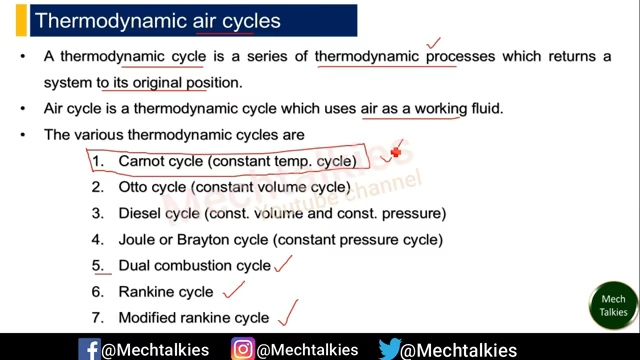 Thermodynamic air cycles
• A thermodynamic cycle is a series of thermodynamic processes which returns a
system to its original position.
• Air cycle is a thermodynamic cycle which uses air as a working fluid.
• The various thermodynamic cycles are
1. Carnot cycle (constant temp. cycle)
2. Otto cycle (constant volume cycle)
3. Diesel cycle (const. volume and const. pressure)
4. Joule or Brayton cycle (constant pressure cycle)
5. Dual combustion cycle
6. Rankine cycle
7. Modified rankine cycle
Mechtalkies
Youtube channel
Mech
Talkies
@Mechtalkies @Mechtalkies @Mechtalkies